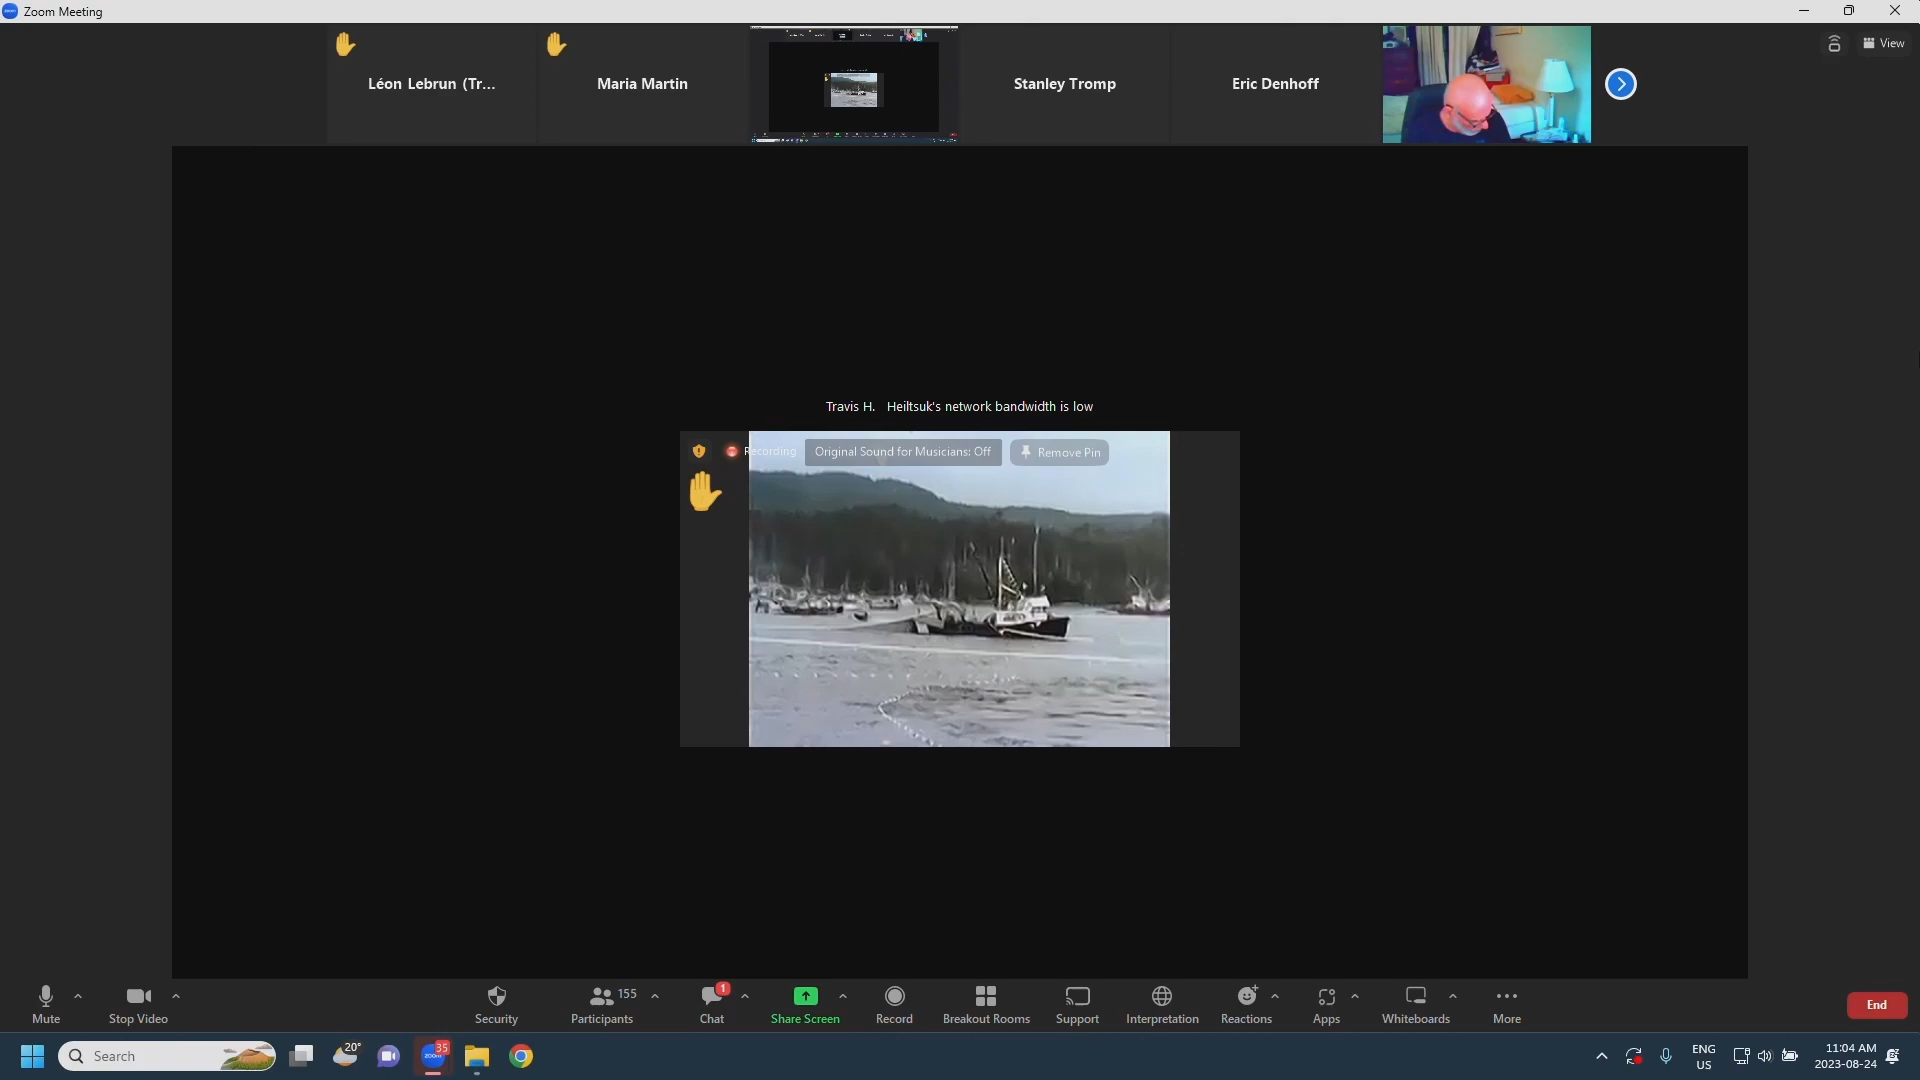 Zoom Meeting
Léon Lebrun (Tr...
Maria Martin
Stanley Tromp
Eric Denhoff
View
Travis H. Heiltsuk's network bandwidth is low
Recording
Original Sound for Musicians: Off
Remove Pin
Mute
Stop Video
Security
155
Participants
1
Chat
Share Screen
Record
Breakout Rooms
Support
Interpretation
Reactions
Apps
Whiteboards
More
End
Search
20°
zoom
35
ENG
US
11:04 AM
2023-08-24